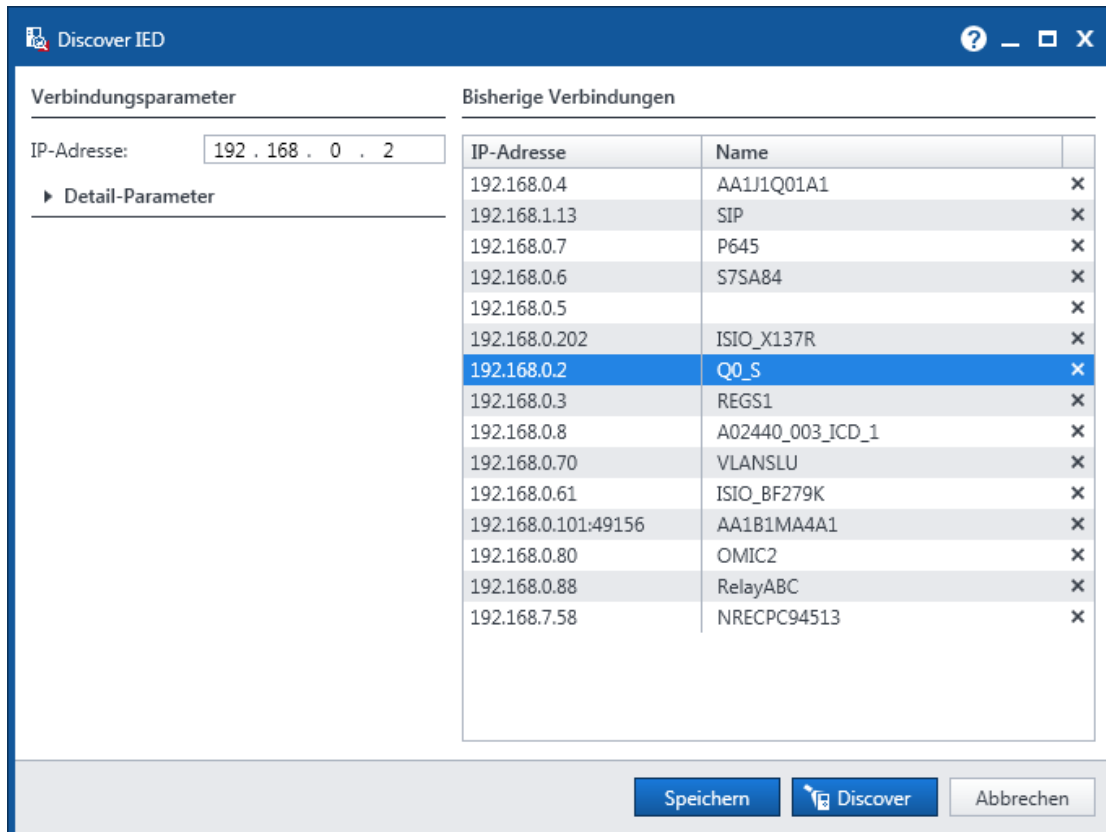 Discover IED
Verbindungsparameter
IP-Adresse: 192 . 168 . 0 . 2
Detail-Parameter
Bisherige Verbindungen
IP-Adresse Name
192.168.0.4 AA1J1Q01A1
192.168.1.13 SIP
192.168.0.7 P645
192.168.0.6 S7SA84
192.168.0.5
192.168.0.202 ISIO_X137R
192.168.0.2 Q0_S
192.168.0.3 REGS1
192.168.0.8 A02440_003_ICD_1
192.168.0.70 VLANSLU
192.168.0.61 ISIO_BF279K
192.168.0.101:49156 AA1B1MA4A1
192.168.0.80 OMIC2
192.168.0.88 RelayABC
192.168.7.58 NRECPC94513
Speichern Discover Abbrechen